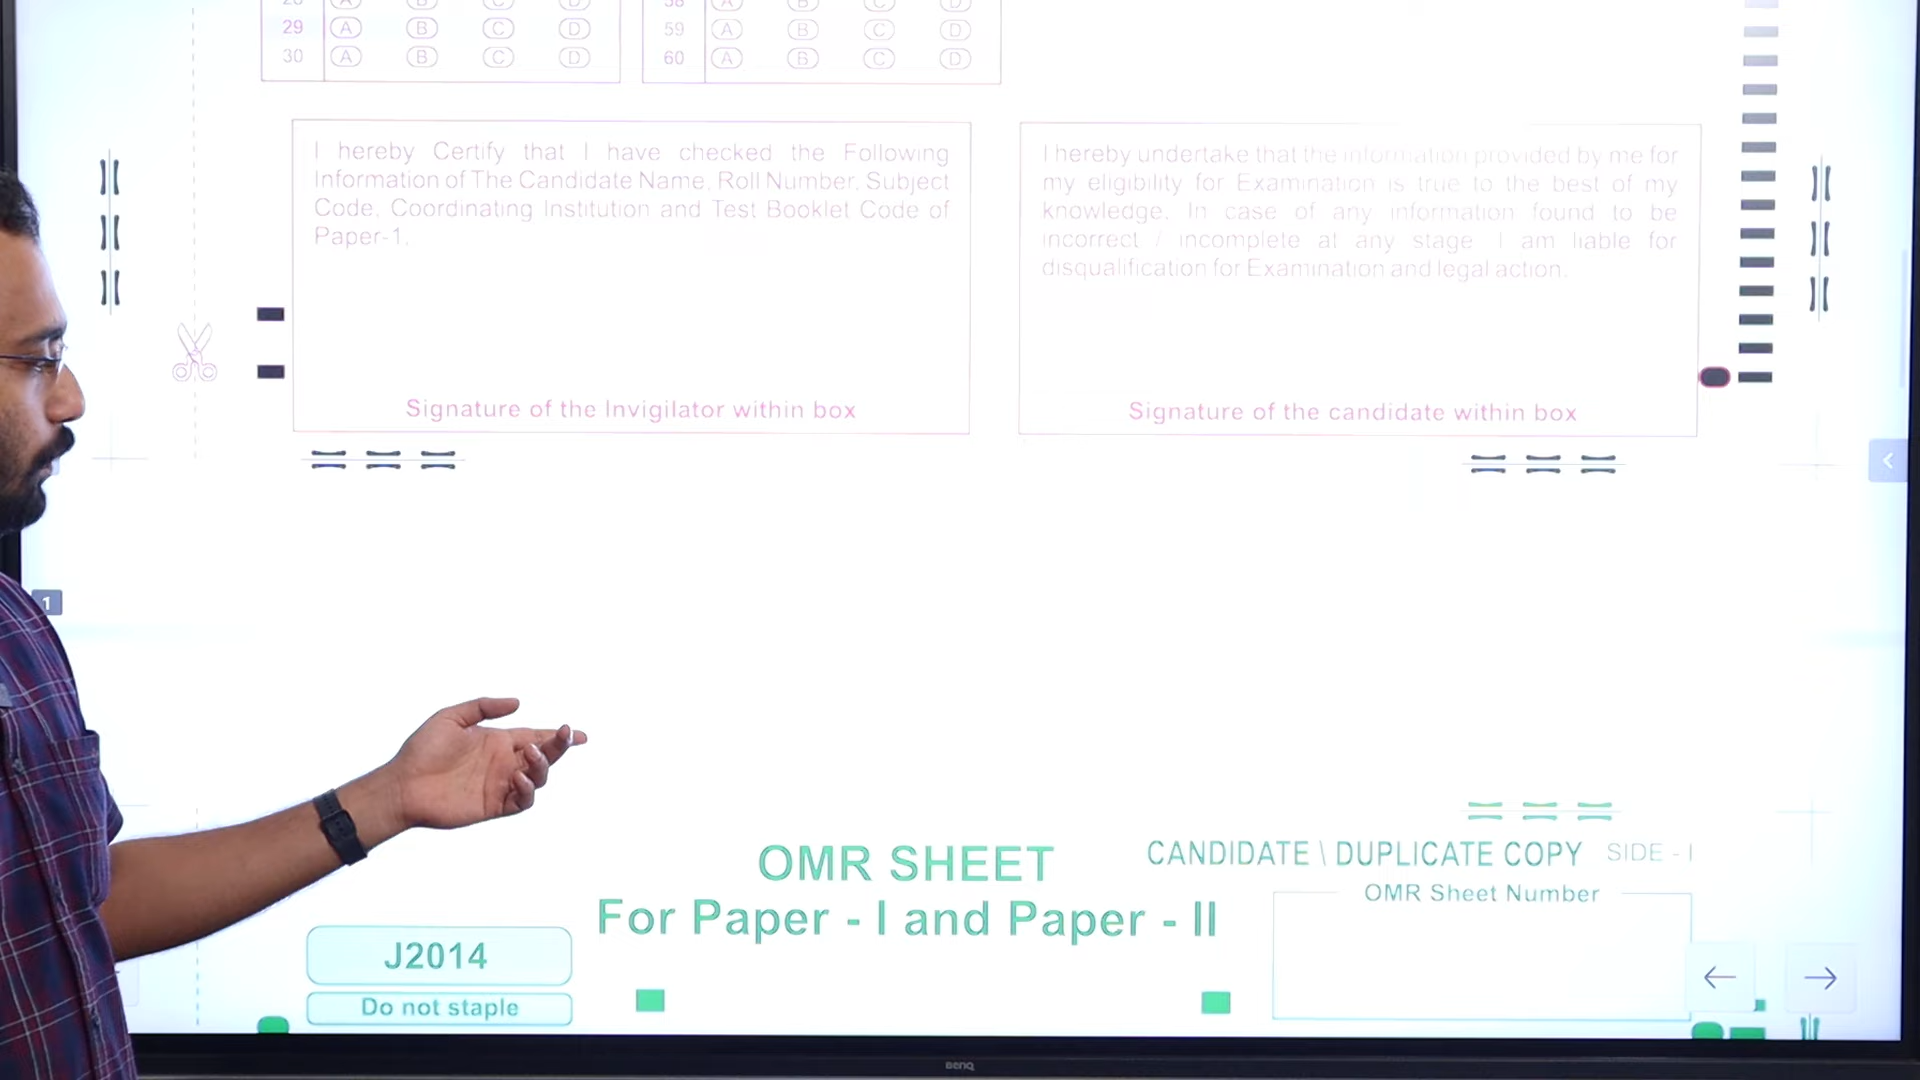 29 A B C D 59 A B C D
30 A B C D 60 A B C D
I hereby Certify that I have checked the Following
Information of The Candidate Name, Roll Number, Subject
Code, Coordinating Institution and Test Booklet Code of
Paper-1.
Signature of the Invigilator within box
I hereby undertake that the information provided by me for
my eligibility for Examination is true to the best of my
knowledge. In case of any information found to be
incorrect / incomplete at any stage I am liable for
disqualification for Examination and legal action.
Signature of the candidate within box
1
OMR SHEET
For Paper - I and Paper - II
CANDIDATE \ DUPLICATE COPY SIDE - I
OMR Sheet Number
J2014
Do not staple
BenQ